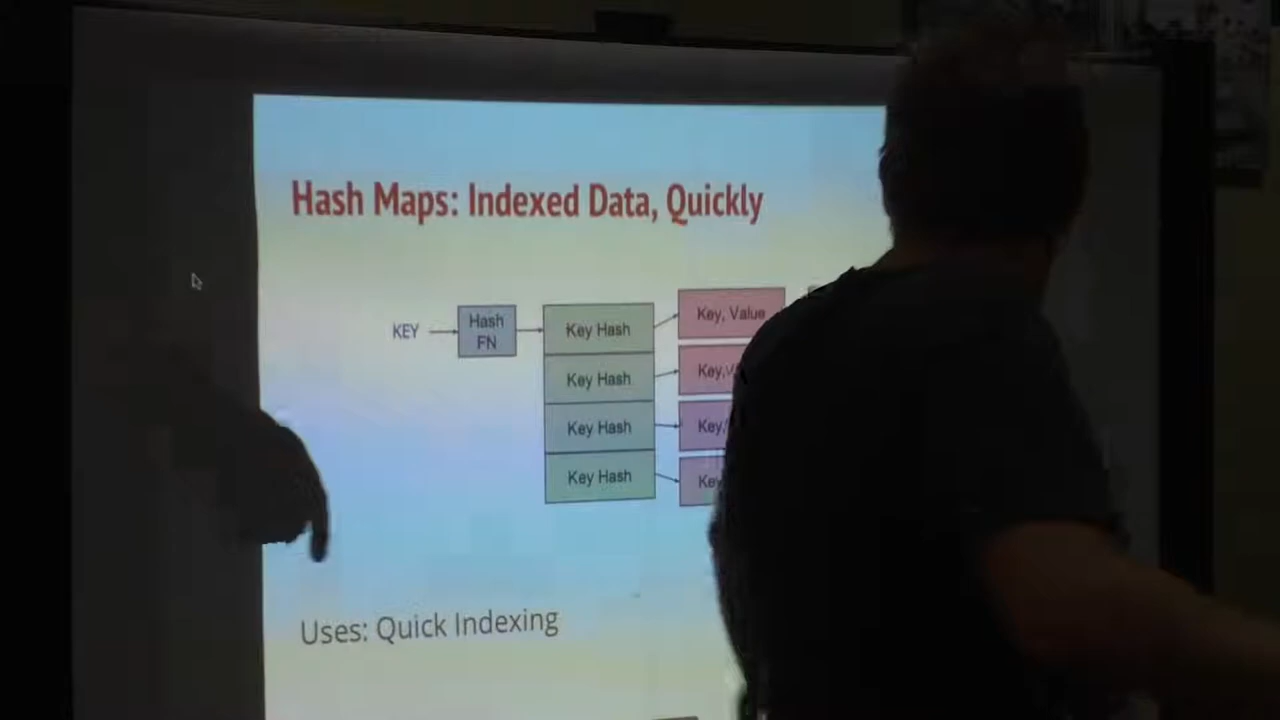 Hash Maps: Indexed Data, Quickly
KEY
Hash
FN
Key Hash
Key, Value
Key Hash
Key,
Key Hash
Key,
Key Hash
Key
Uses: Quick Indexing